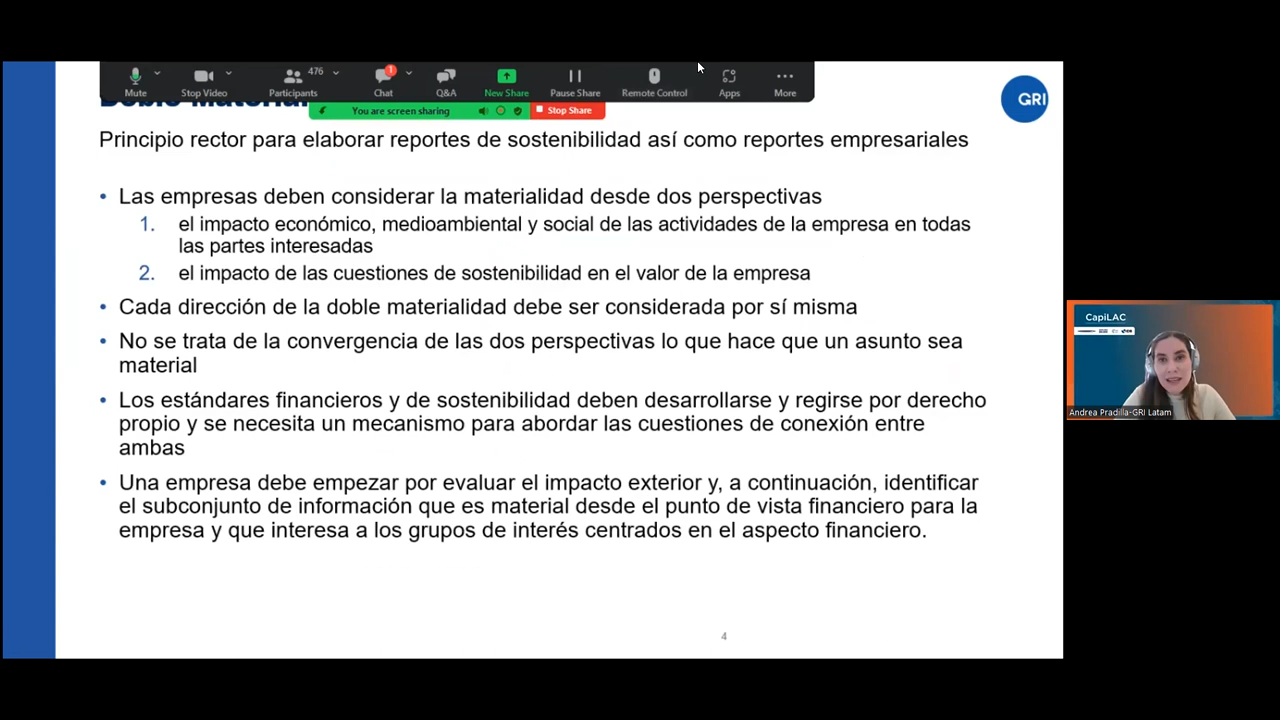 476
1
Mute
Stop Video
Participants
Chat
Q&A
New Share
Pause Share
Remote Control
Apps
More
You are screen sharing
Stop Share
GRI
Doble Material
Principio rector para elaborar reportes de sostenibilidad así como reportes empresariales
• Las empresas deben considerar la materialidad desde dos perspectivas
1. el impacto económico, medioambiental y social de las actividades de la empresa en todas
las partes interesadas
2. el impacto de las cuestiones de sostenibilidad en el valor de la empresa
• Cada dirección de la doble materialidad debe ser considerada por sí misma
• No se trata de la convergencia de las dos perspectivas lo que hace que un asunto sea
material
• Los estándares financieros y de sostenibilidad deben desarrollarse y regirse por derecho
propio y se necesita un mecanismo para abordar las cuestiones de conexión entre
ambas
• Una empresa debe empezar por evaluar el impacto exterior y, a continuación, identificar
el subconjunto de información que es material desde el punto de vista financiero para la
empresa y que interesa a los grupos de interés centrados en el aspecto financiero.
4
CapiLAC
Andrea Pradilla-GRI Latam